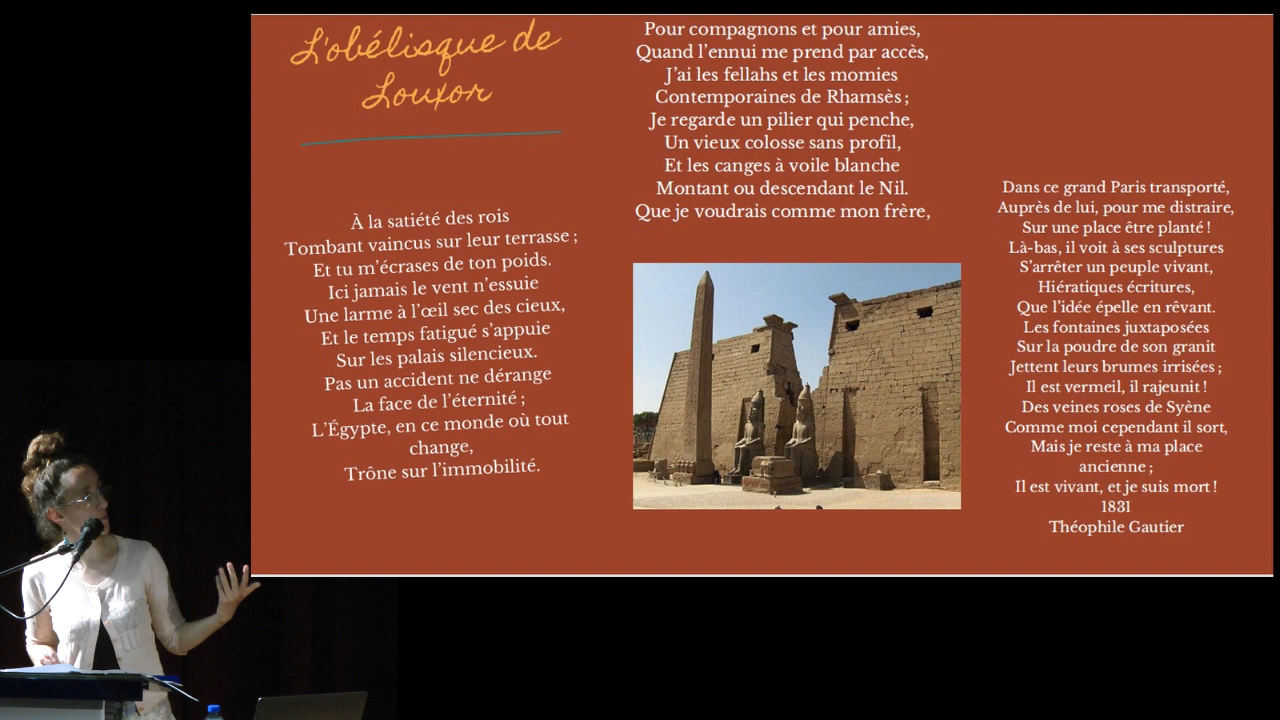 L'obélisque de
Louxor
À la satiété des rois
Tombant vaincus sur leur terrasse ;
Et tu m’écrases de ton poids.
Ici jamais le vent n’essuie
Une larme à l’œil sec des cieux,
Et le temps fatigué s’appuie
Sur les palais silencieux.
Pas un accident ne dérange
La face de l’éternité ;
L’Égypte, en ce monde où tout
change,
Trône sur l’immobilité.
Pour compagnons et pour amies,
Quand l’ennui me prend par accès,
J’ai les fellahs et les momies
Contemporaines de Rhamsès ;
Je regarde un pilier qui penche,
Un vieux colosse sans profil,
Et les canges à voile blanche
Montant ou descendant le Nil.
Que je voudrais comme mon frère,
Dans ce grand Paris transporté,
Auprès de lui, pour me distraire,
Sur une place être planté !
Là-bas, il voit à ses sculptures
S’arrêter un peuple vivant,
Hiératiques écritures,
Que l’idée épelle en rêvant.
Les fontaines juxtaposées
Sur la poudre de son granit
Jettent leurs brumes irisées ;
Il est vermeil, il rajeunit !
Des veines roses de Syène
Comme moi cependant il sort,
Mais je reste à ma place
ancienne ;
Il est vivant, et je suis mort !
1831
Théophile Gautier